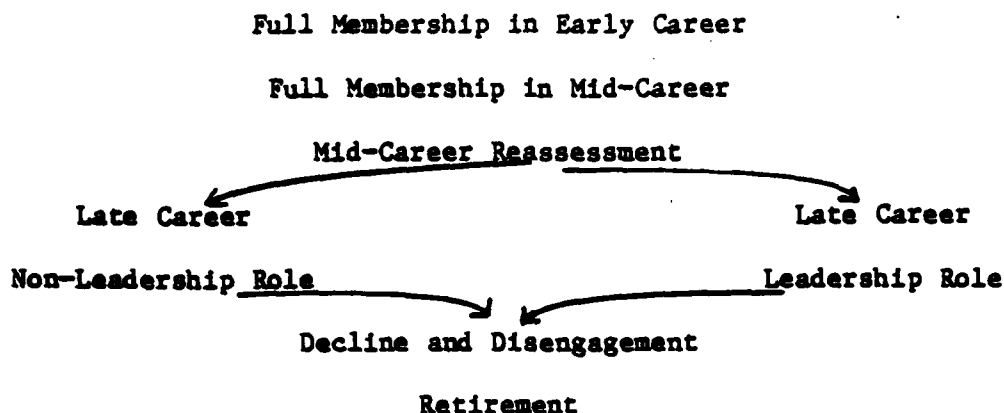 Full Membership in Early Career
Full Membership in Mid-Career
Mid-Career Reassessment
Late Career Late Career
Non-Leadership Role Leadership Role
Decline and Disengagement
Retirement